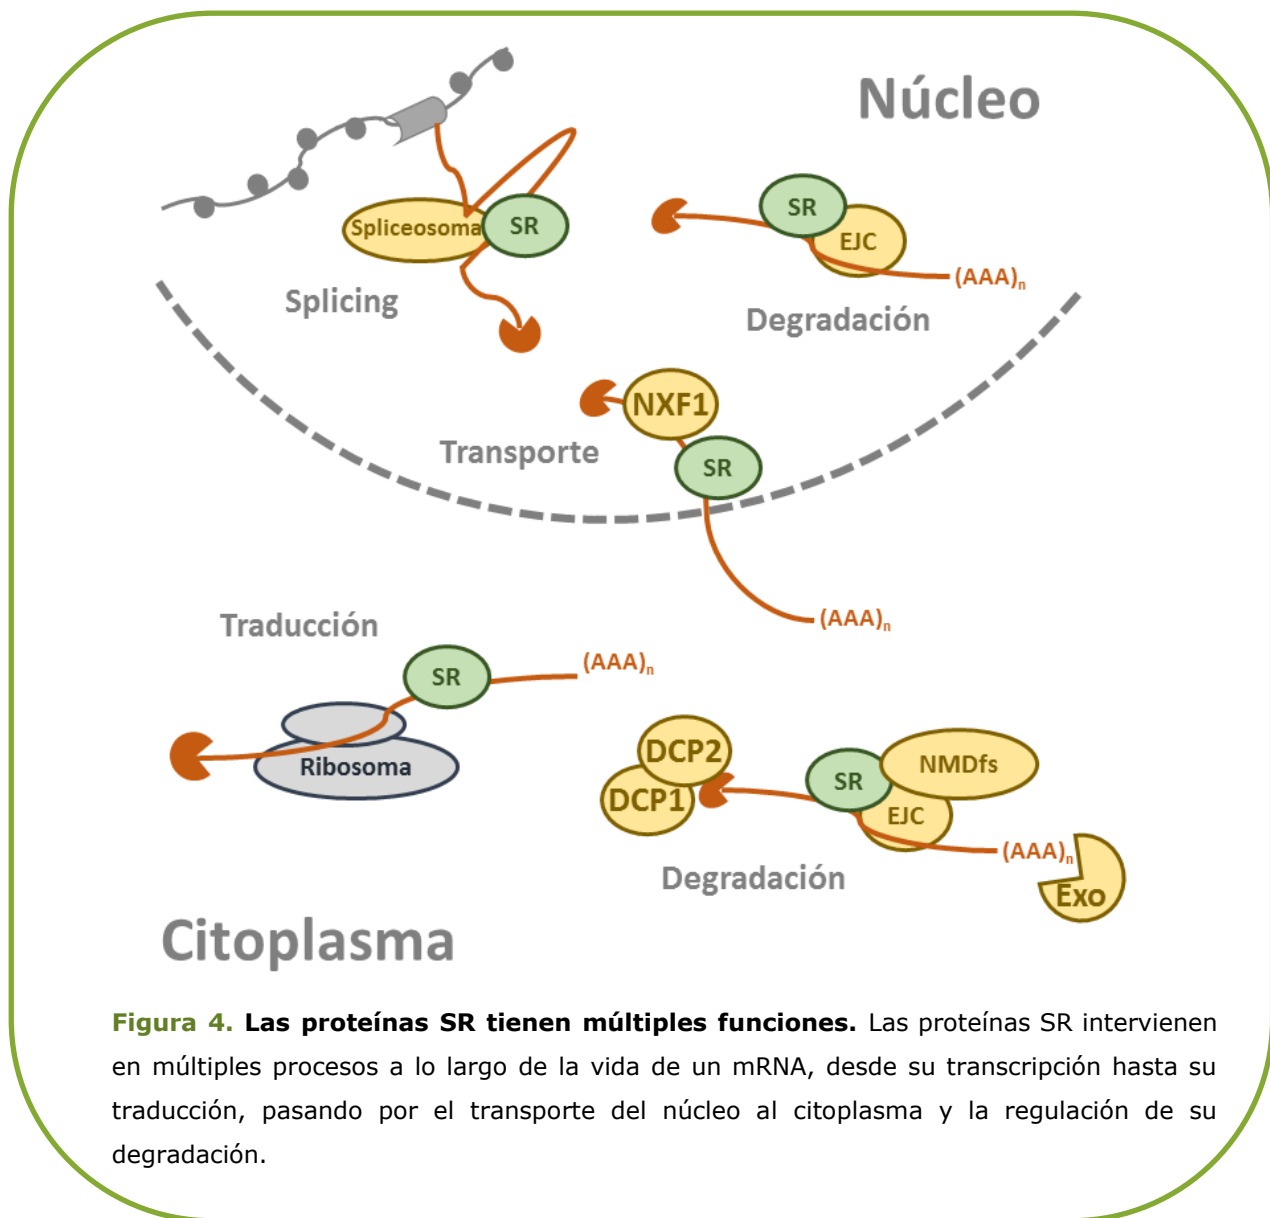 Núcleo
Spliceosoma
SR
Splicing
SR
EJC
(AAA)n
Degradación
NXF1
Transporte
SR
(AAA)n
Traducción
SR
(AAA)n
Ribosoma
DCP2
DCP1
SR
NMDfs
EJC
(AAA)n
Exo
Degradación
Citoplasma
Figura 4. Las proteínas SR tienen múltiples funciones. Las proteínas SR intervienen
en múltiples procesos a lo largo de la vida de un mRNA, desde su transcripción hasta su
traducción, pasando por el transporte del núcleo al citoplasma y la regulación de su
degradación.